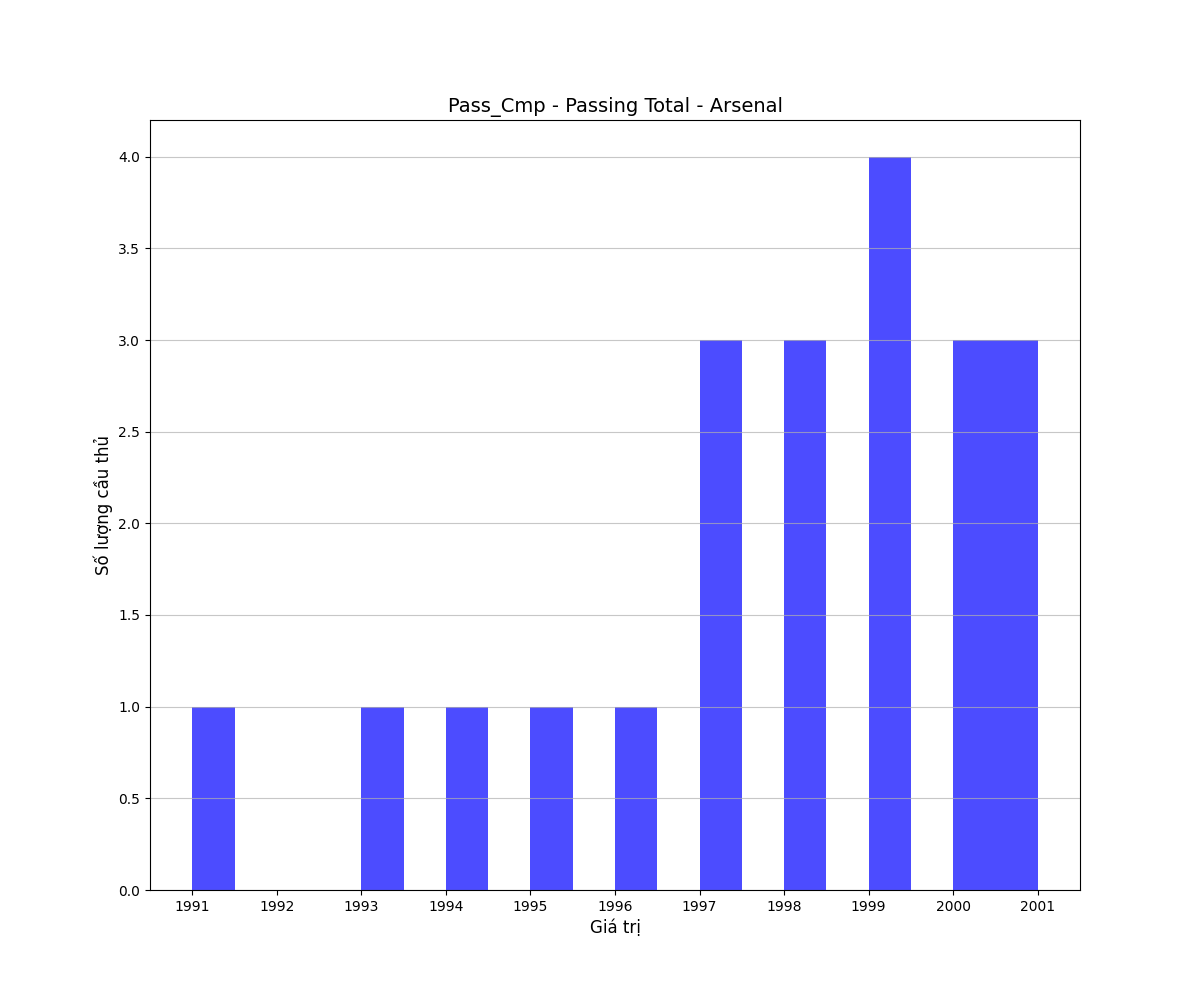 Pass_Cmp - Passing Total - Arsenal
Số lượng cầu thủ
4.0
3.5
3.0
2.5
2.0
1.5
1.0
0.5
0.0
1991 1992 1993 1994 1995 1996 1997 1998 1999 2000 2001
Giá trị